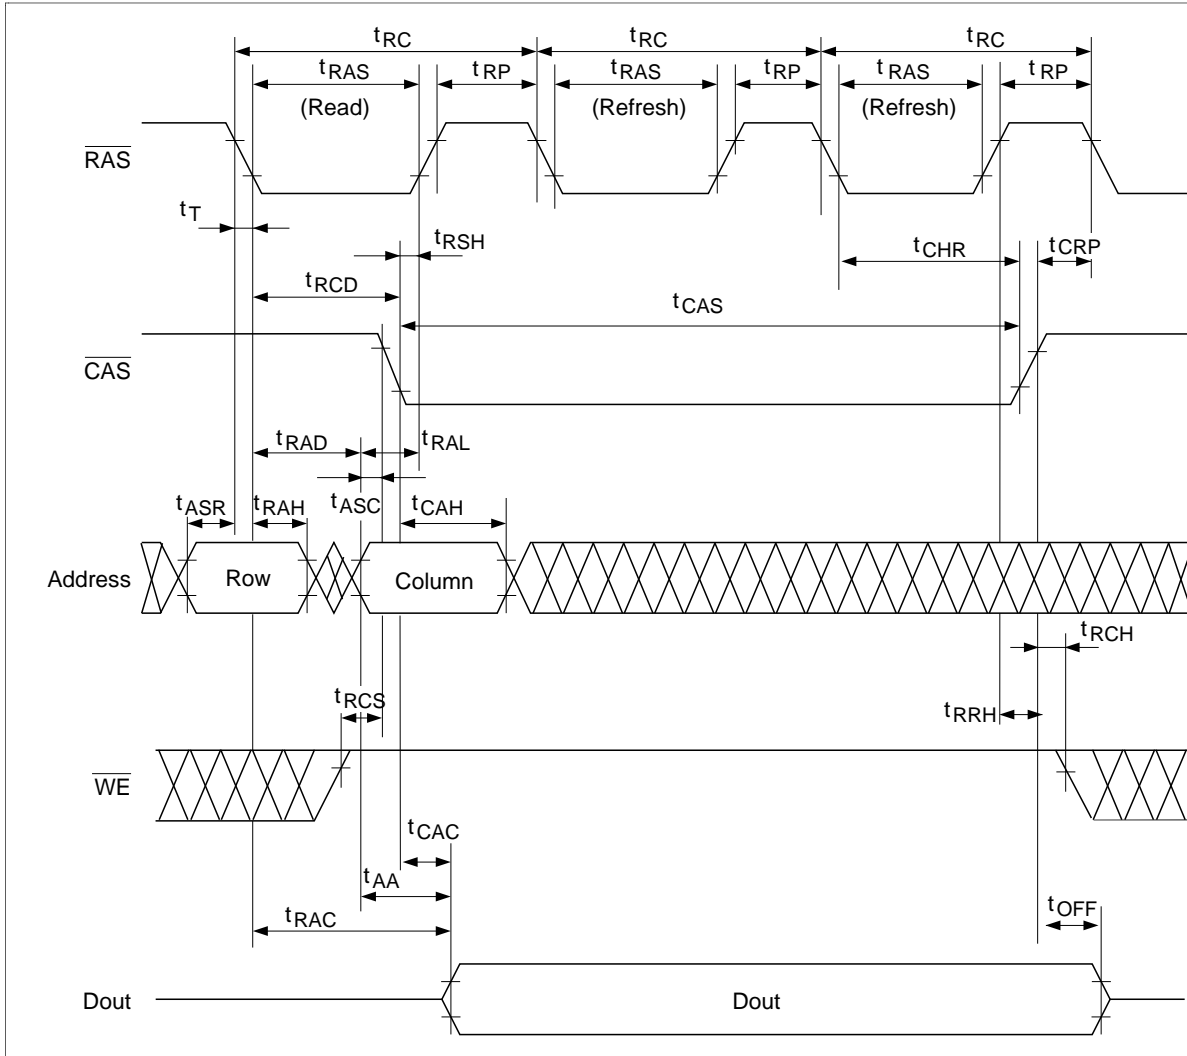 tRC tRC tRC
tRAS tRP tRAS tRP tRAS tRP
(Read) (Refresh) (Refresh)
RAS
tT
tRSH tCHR tCRP
tRCD
tCAS
CAS
tRAD tRAL
tASR tRAH tASC tCAH
Address Row Column
tRCH
tRCS tRRH
WE
tCAC
tAA
tRAC tOFF
Dout Dout